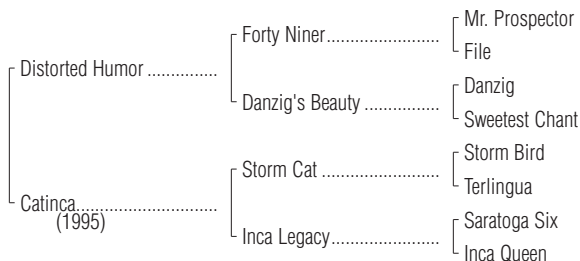 Mr. Prospector
Forty Niner........................
File
Distorted Humor ...............
Danzig
Danzig's Beauty ................
Sweetest Chant
Storm Bird
Storm Cat .........................
Terlingua
Catinca..............................
(1995)
Saratoga Six
Inca Legacy.......................
Inca Queen